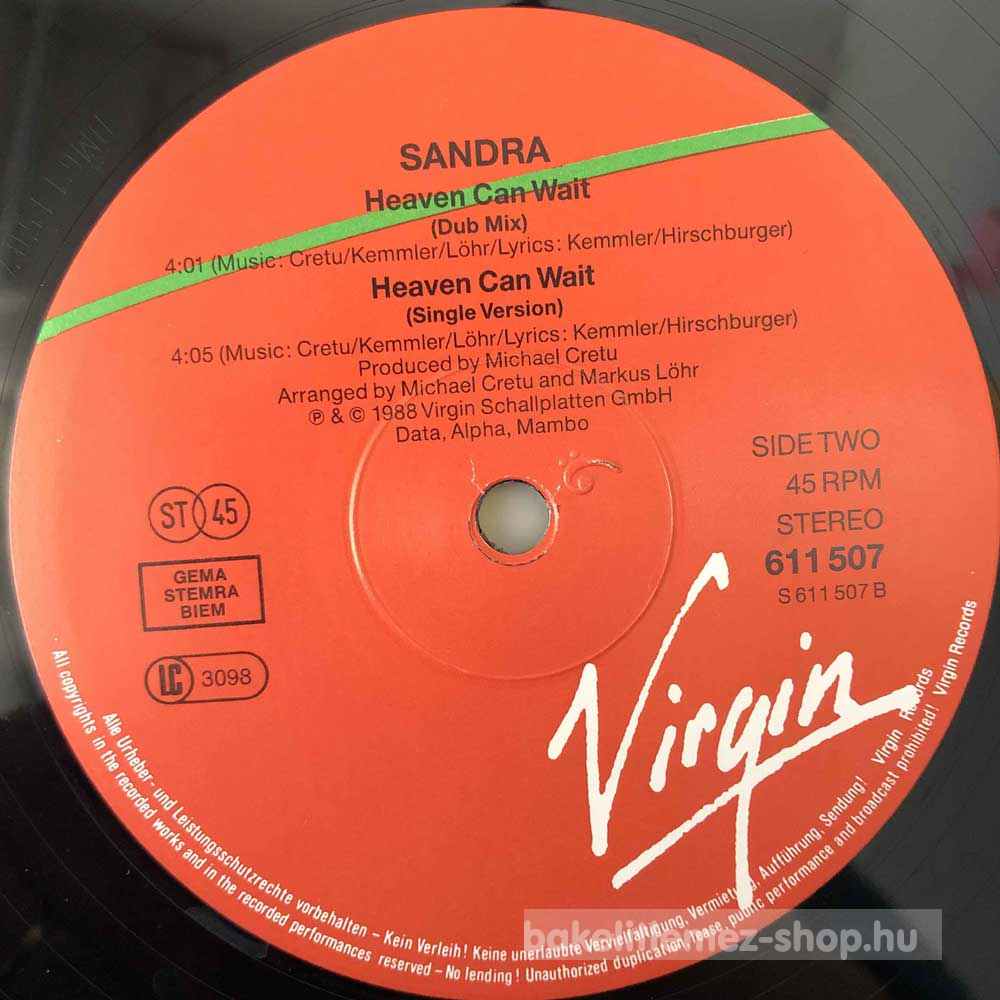 SANDRA
Heaven Can Wait
(Dub Mix)
4:01 (Music: Cretu/Kemmler/Löhr/Lyrics: Kemmler/Hirschburger)
Heaven Can Wait
(Single Version)
4:05 (Music: Cretu/Kemmler/Löhr/Lyrics: Kemmler/Hirschburger)
Produced by Michael Cretu
Arranged by Michael Cretu and Markus Löhr
℗ & © 1988 Virgin Schallplatten GmbH
Data, Alpha, Mambo
SIDE TWO
45 RPM
STEREO
611 507
S 611 507 B
ST 45
GEMA
STEMRA
BIEM
LC 3098
Virgin
Alle Urheber- und Leistungsschutzrechte vorbehalten – Kein Verleih! Keine unerlaubte Vervielfältigung, Vermietung, Aufführung, Sendung! Virgin Records
All copyrights in the recorded works and in the recorded performances reserved – No lending! Unauthorized duplication, lease, public performance and broadcast prohibited! Virgin Records
bakelitlemez-shop.hu